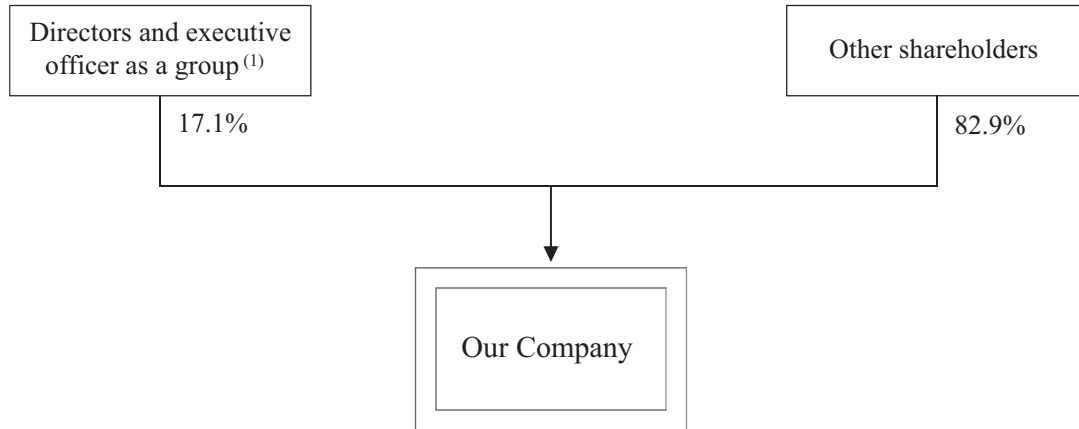 Directors and executive
officer as a group (1)
Other shareholders
17.1%
82.9%
Our Company